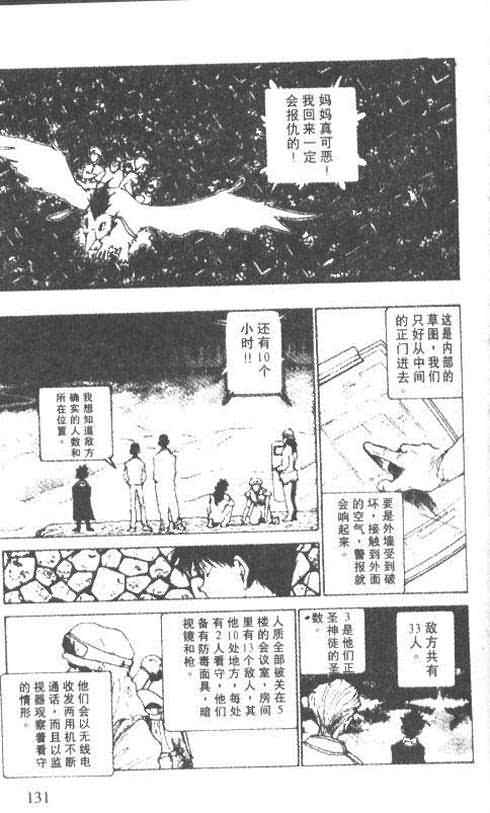 妈妈真可恶！
我回来一定
会报仇的！
这是内部的
草图，我们
只好从中间
的正门进去。
要是外墙受到破
坏，接触到外面
的空气，警报就
会响起来。
还有10个
小时!!
我想知道敌方
确实的人数和
所在位置。
敌方共有
33人。
3是他们正
圣神徒的圣
数。
人质全部被关在5
楼的会议室，房间
里有13个敌人，其
他10处地方，每处
有2人看守，他们
备有防毒面具，暗
视镜和枪。
他们会以无线电
收发两用机不断
通话，而且以监
视器观察着看守
的情形。
131